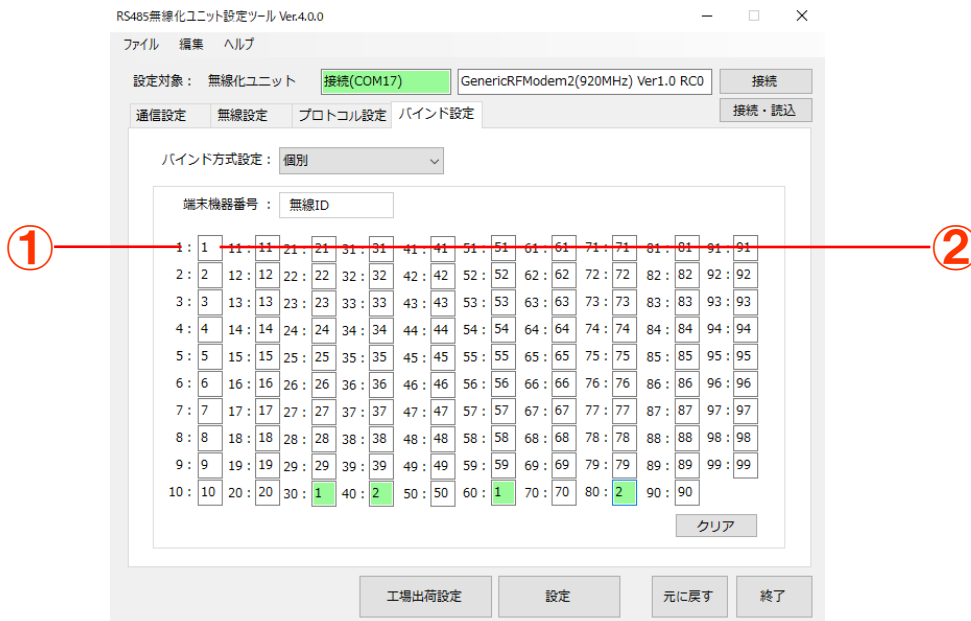 RS485無線化ユニット設定ツール Ver.4.0.0
ファイル 編集 ヘルプ
設定対象： 無線化ユニット 接続(COM17) GenericRFModem2(920MHz) Ver1.0 RC0 接続
通信設定 無線設定 プロトコル設定 バインド設定 接続・読込
バインド方式設定： 個別
端末機器番号 ： 無線ID
① 1: 1 11: 11 21: 21 31: 31 41: 41 51: 51 61: 61 71: 71 81: 81 91: 91 ②
2: 2 12: 12 22: 22 32: 32 42: 42 52: 52 62: 62 72: 72 82: 82 92: 92
3: 3 13: 13 23: 23 33: 33 43: 43 53: 53 63: 63 73: 73 83: 83 93: 93
4: 4 14: 14 24: 24 34: 34 44: 44 54: 54 64: 64 74: 74 84: 84 94: 94
5: 5 15: 15 25: 25 35: 35 45: 45 55: 55 65: 65 75: 75 85: 85 95: 95
6: 6 16: 16 26: 26 36: 36 46: 46 56: 56 66: 66 76: 76 86: 86 96: 96
7: 7 17: 17 27: 27 37: 37 47: 47 57: 57 67: 67 77: 77 87: 87 97: 97
8: 8 18: 18 28: 28 38: 38 48: 48 58: 58 68: 68 78: 78 88: 88 98: 98
9: 9 19: 19 29: 29 39: 39 49: 49 59: 59 69: 69 79: 79 89: 89 99: 99
10: 10 20: 20 30: 1 40: 2 50: 50 60: 1 70: 70 80: 2 90: 90
クリア
工場出荷設定 設定 元に戻す 終了